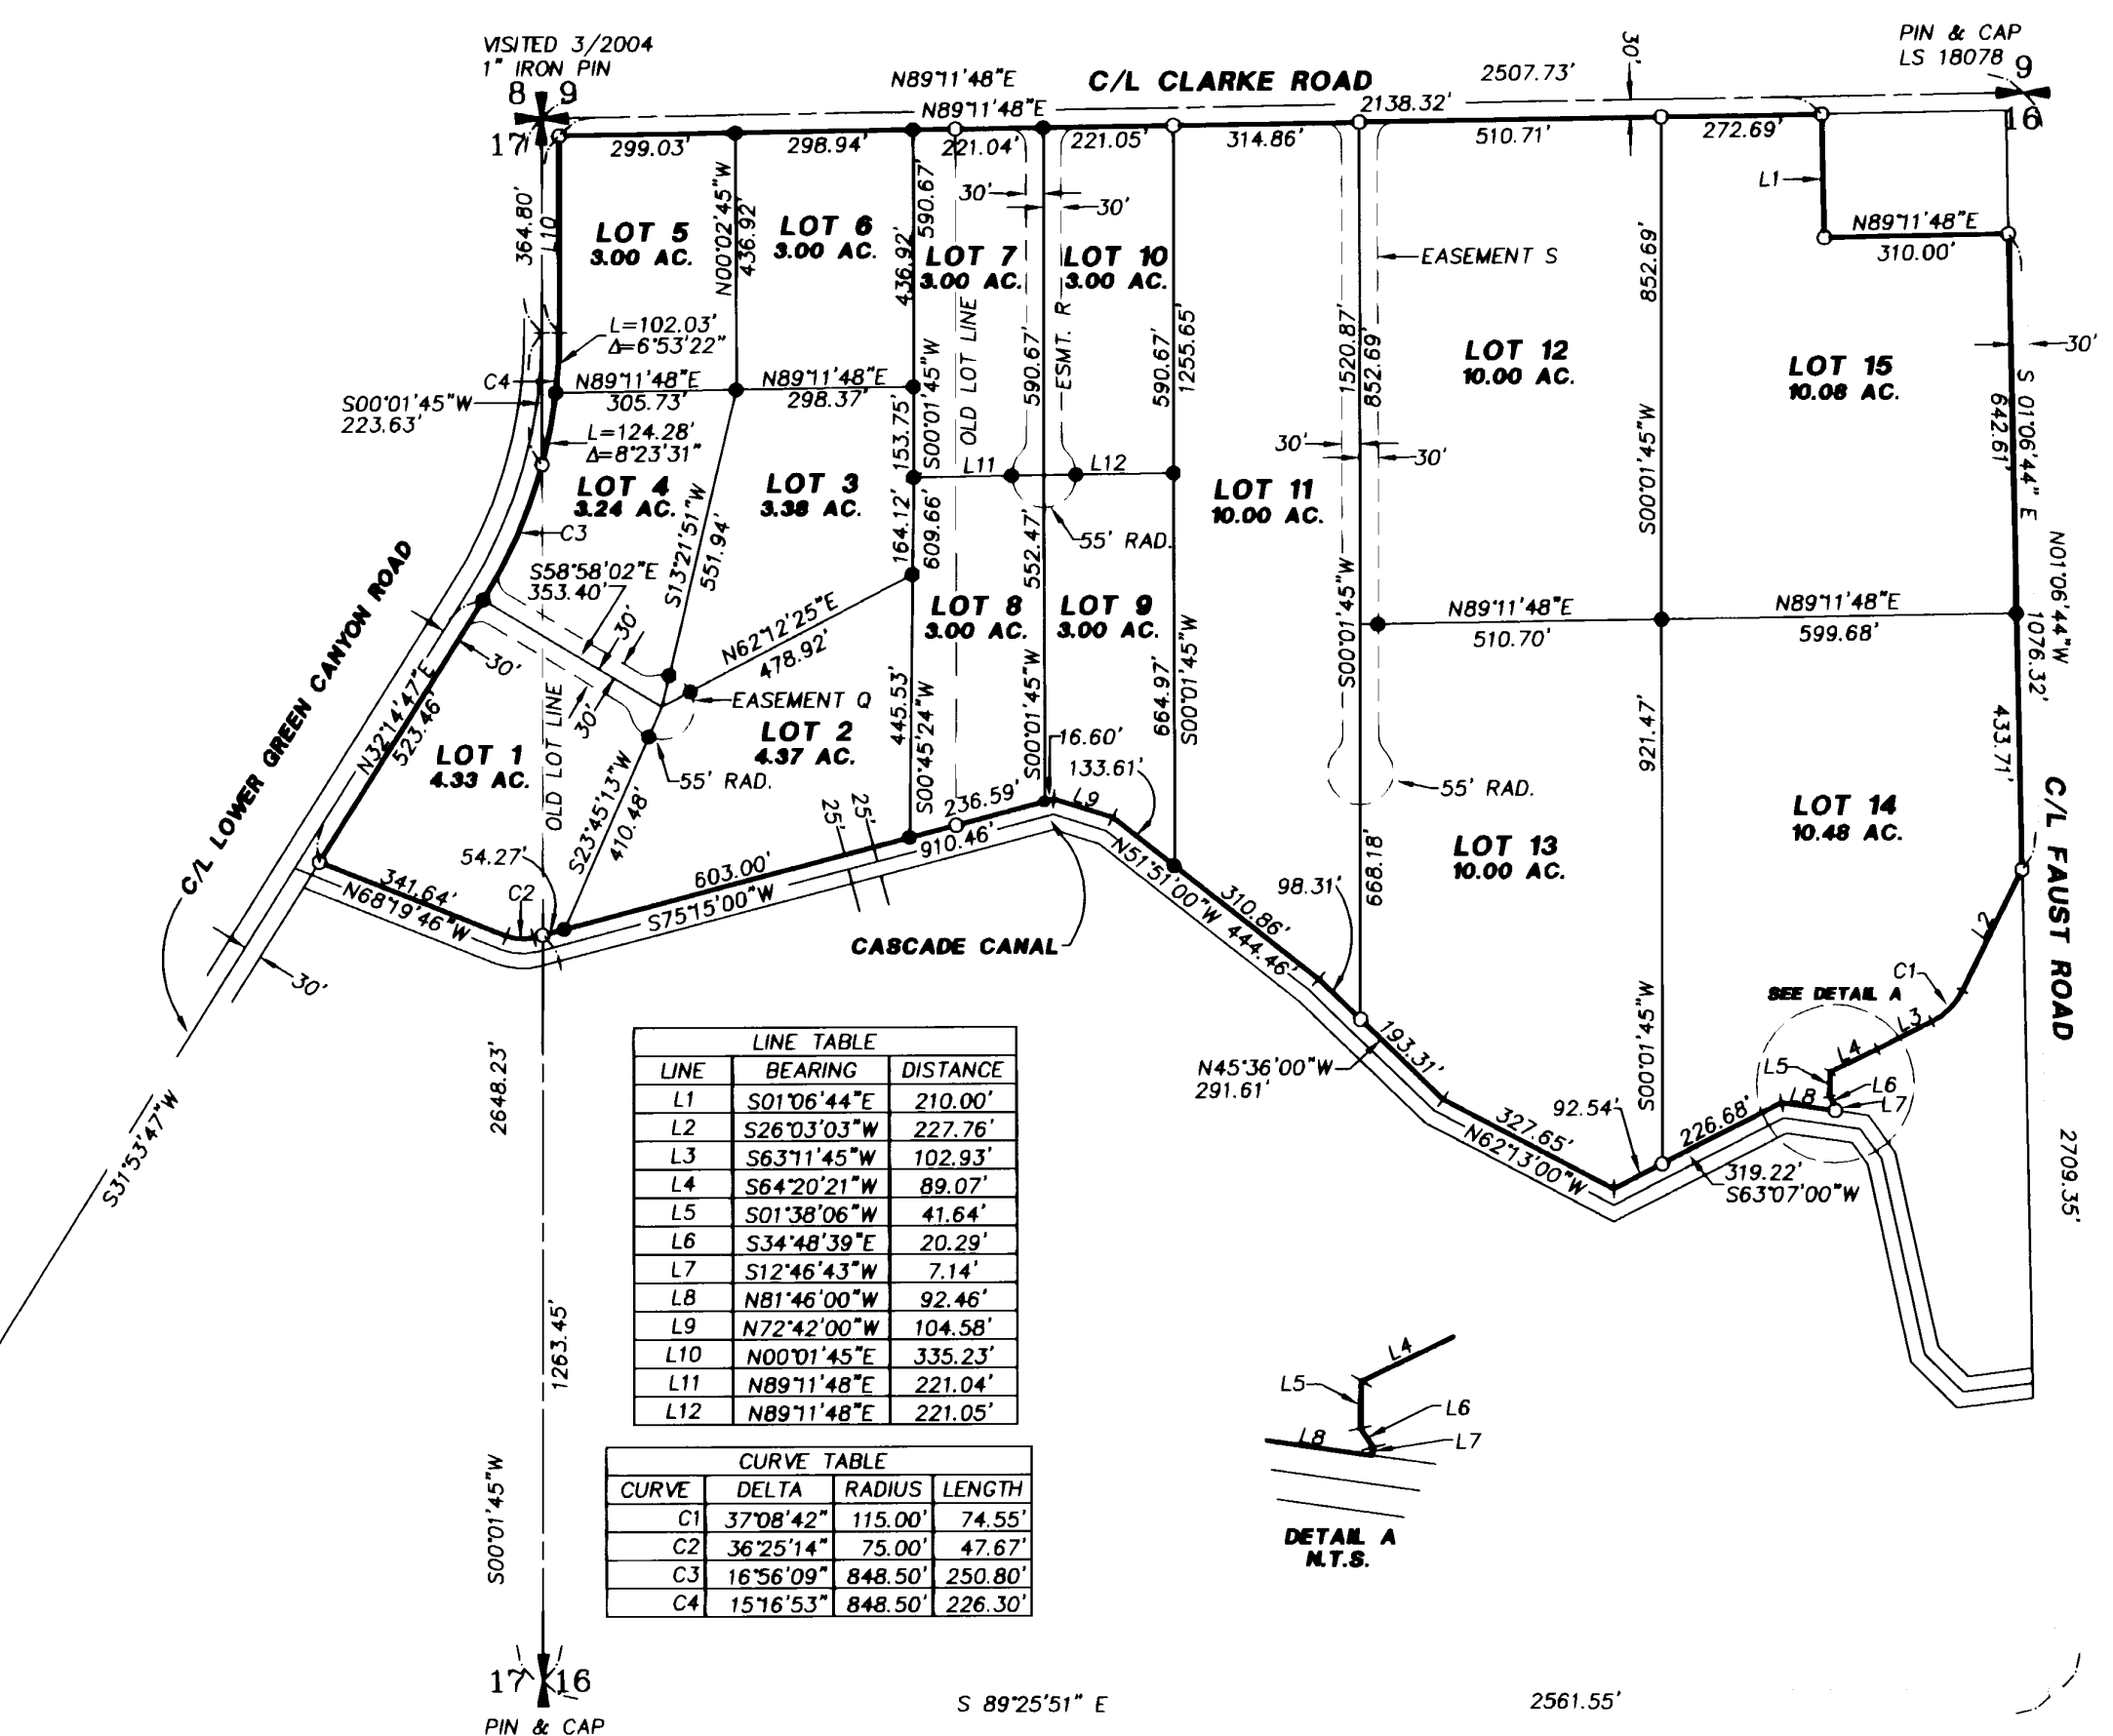 VISITED 3/2004
1" IRON PIN
8 9
17
N89°11'48"E
C/L CLARKE ROAD
2507.73'
30'
PIN & CAP
LS 18078
9
16
N89°11'48"E
2138.32'
299.03'
298.94'
221.04'
221.05'
314.86'
510.71'
272.69'
364.80'
L10
LOT 5
3.00 AC.
N00°02'45"W
436.92'
LOT 6
3.00 AC.
590.67'
436.92'
30'
30'
LOT 7
3.00 AC.
LOT 10
3.00 AC.
L1
N89°11'48"E
310.00'
EASEMENT S
852.69'
OLD LOT LINE
ESMT. R
590.67'
590.67'
1255.65'
1520.87'
852.69'
LOT 12
10.00 AC.
LOT 15
10.08 AC.
30'
S 01°06'44" E
642.61'
L=102.03'
Δ=6°53'22"
C4
N89°11'48"E
305.73'
N89°11'48"E
298.37'
S00°01'45"W
223.63'
L=124.28'
Δ=8°23'31"
153.75'
S00°01'45"W
L11
L12
30'
30'
S00°01'45"W
LOT 4
3.24 AC.
LOT 3
3.38 AC.
LOT 11
10.00 AC.
C3
S13°21'51"W
551.94'
164.12'
609.66'
552.47'
55' RAD.
N01°06'44"W
1076.32'
C/L LOWER GREEN CANYON ROAD
S58°58'02"E
353.40'
30'
30'
30'
N62°12'25"E
478.92'
LOT 8
3.00 AC.
LOT 9
3.00 AC.
S00°01'45"W
N89°11'48"E
510.70'
N89°11'48"E
599.68'
N32°14'47"E
523.46'
OLD LOT LINE
EASEMENT Q
445.53'
S00°45'24"W
S00°01'45"W
664.97'
S00°01'45"W
921.47'
433.71'
LOT 1
4.33 AC.
LOT 2
4.37 AC.
55' RAD.
16.60'
133.61'
L9
55' RAD.
LOT 14
10.48 AC.
C/L FAUST ROAD
S23°45'13"W
410.48'
25'
25'
236.59'
910.46'
54.27'
341.64'
N68°19'46"W
C2
603.00'
S75°15'00"W
N51°51'00"W
444.46'
310.86'
98.31'
668.18'
LOT 13
10.00 AC.
CASCADE CANAL
30'
L2
C1
SEE DETAIL A
L3
L4
L5
L6
L7
L8
S31°53'47"W
2648.23'
193.31'
N45°36'00"W
291.61'
S00°01'45"W
92.54'
226.68'
327.65'
N62°13'00"W
319.22'
S63°07'00"W
2709.35'
LINE TABLE
LINE BEARING DISTANCE
L1 S01°06'44"E 210.00'
L2 S26°03'03"W 227.76'
L3 S63°11'45"W 102.93'
L4 S64°20'21"W 89.07'
L5 S01°38'06"W 41.64'
L6 S34°48'39"E 20.29'
L7 S12°46'43"W 7.14'
L8 N81°46'00"W 92.46'
L9 N72°42'00"W 104.58'
L10 N00°01'45"E 335.23'
L11 N89°11'48"E 221.04'
L12 N89°11'48"E 221.05'
1263.45'
S00°01'45"W
CURVE TABLE
CURVE DELTA RADIUS LENGTH
C1 37°08'42" 115.00' 74.55'
C2 36°25'14" 75.00' 47.67'
C3 16°56'09" 848.50' 250.80'
C4 15°16'53" 848.50' 226.30'
L4
L5
L6
L7
L8
DETAIL A
N.T.S.
17 16
PIN & CAP
S 89°25'51" E
2561.55'